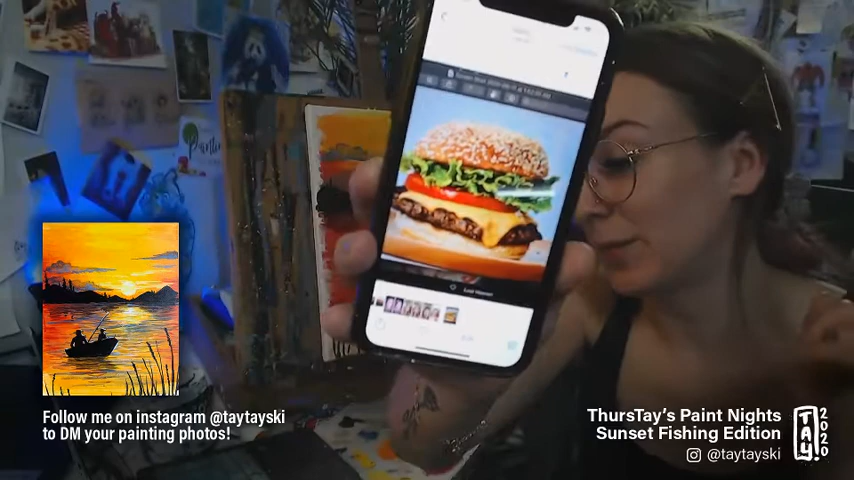 Follow me on instagram @taytayski
to DM your painting photos!
ThursTay's Paint Nights
Sunset Fishing Edition
@taytayski
TAY!
2020